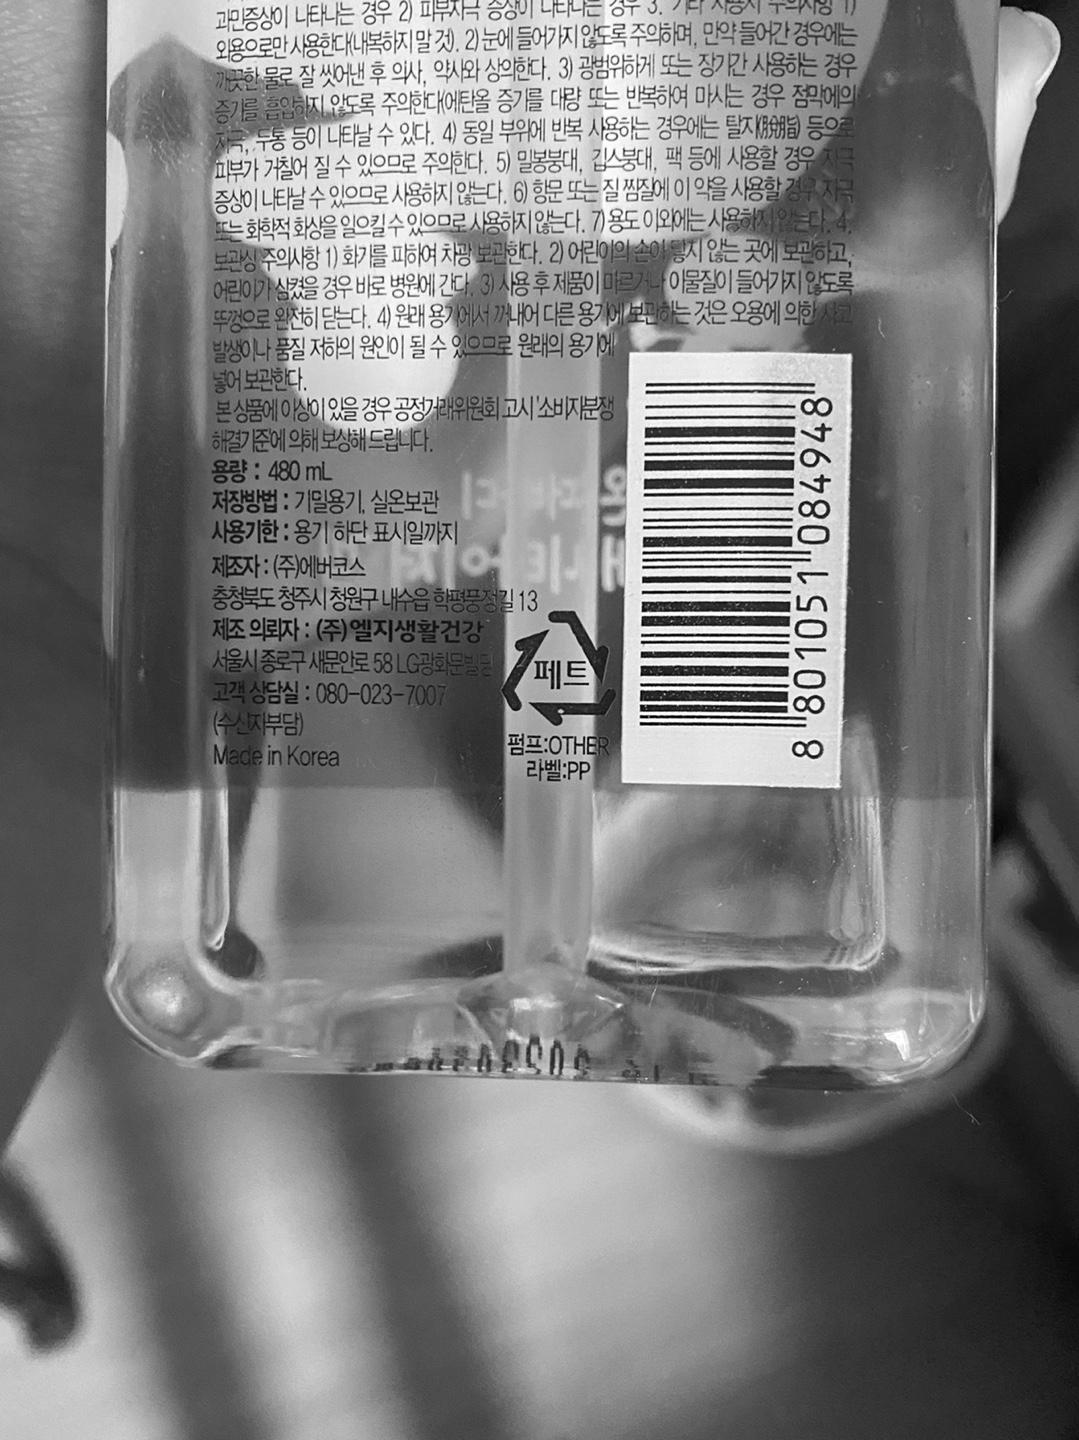 과민증상이 나타나는 경우 2) 피부자극 증상이 나타나는 경우 3. 기타 사용시 주의사항 1)
외용으로만 사용한다(내복하지 말 것). 2) 눈에 들어가지 않도록 주의하며, 만약 들어간 경우에는
깨끗한 물로 잘 씻어낸 후 의사, 약사와 상의한다. 3) 광범위하게 또는 장기간 사용하는 경우
증기를 흡입하지 않도록 주의한다(에탄올 증기를 대량 또는 반복하여 마시는 경우 점막에의
자극, 두통 등이 나타날 수 있다. 4) 동일 부위에 반복 사용하는 경우에는 탈지(脫脂) 등으로
피부가 거칠어 질 수 있으므로 주의한다. 5) 밀봉붕대, 깁스붕대, 팩 등에 사용할 경우 자극
증상이 나타날 수 있으므로 사용하지 않는다. 6) 항문 또는 질 찜질에 이 약을 사용할 경우 자극
또는 화학적 화상을 일으킬 수 있으므로 사용하지 않는다. 7) 용도 이외에는 사용하지 않는다. 4.
보관상 주의사항 1) 화기를 피하여 차광 보관한다. 2) 어린이의 손이 닿지 않는 곳에 보관하고,
어린이가 삼켰을 경우 바로 병원에 간다. 3) 사용 후 제품이 마르거나 이물질이 들어가지 않도록
뚜껑으로 완전히 닫는다. 4) 원래 용기에서 꺼내어 다른 용기에 보관하는 것은 오용에 의한 사고
발생이나 품질 저하의 원인이 될 수 있으므로 원래의 용기에
넣어 보관한다.
본 상품에 이상이 있을 경우 공정거래위원회 고시 '소비자분쟁
해결기준'에 의해 보상해 드립니다.
용량 : 480 mL
저장방법 : 기밀용기, 실온보관
사용기한 : 용기 하단 표시일까지
제조자 : (주)에버코스
충청북도 청주시 청원구 내수읍 학평풍정길 13
제조 의뢰자 : (주)엘지생활건강
서울시 종로구 새문안로 58 LG광화문빌딩
고객 상담실 : 080-023-7007
(수신자부담)
Made in Korea
페트
펌프:OTHER
라벨:PP
8 801051 084948